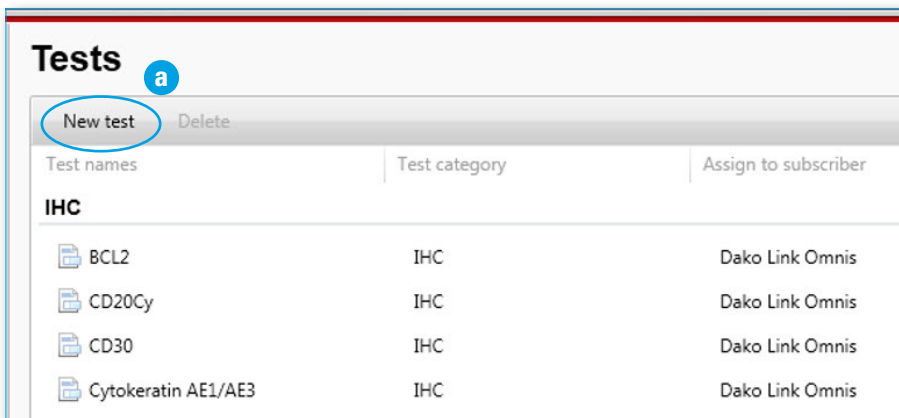 Tests
a
New test Delete
Test names Test category Assign to subscriber
IHC
BCL2 IHC Dako Link Omnis
CD20Cy IHC Dako Link Omnis
CD30 IHC Dako Link Omnis
Cytokeratin AE1/AE3 IHC Dako Link Omnis